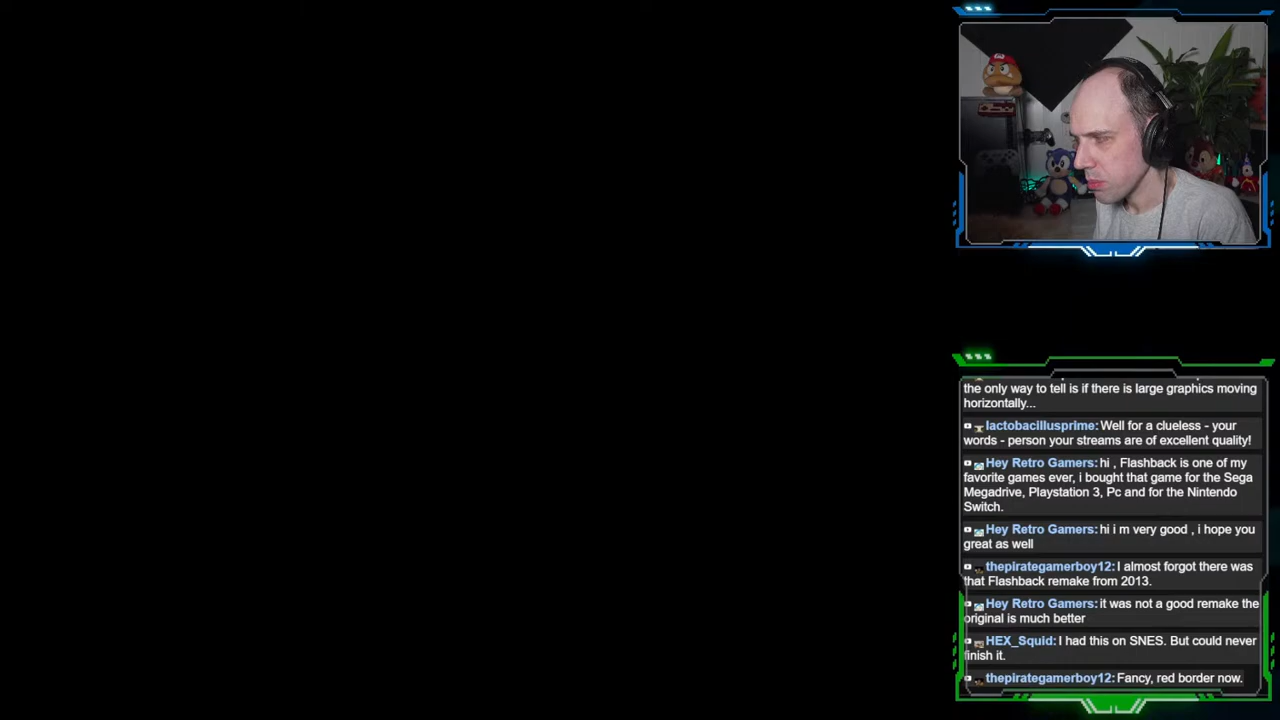 the only way to tell is if there is large graphics moving
horizontally...
lactobacillusprime: Well for a clueless - your
words - person your streams are of excellent quality!
Hey Retro Gamers: hi , Flashback is one of my
favorite games ever, i bought that game for the Sega
Megadrive, Playstation 3, Pc and for the Nintendo
Switch.
Hey Retro Gamers: hi i m very good , i hope you
great as well
thepirategamerboy12: I almost forgot there was
that Flashback remake from 2013.
Hey Retro Gamers: it was not a good remake the
original is much better
HEX_Squid: I had this on SNES. But could never
finish it.
thepirategamerboy12: Fancy, red border now.